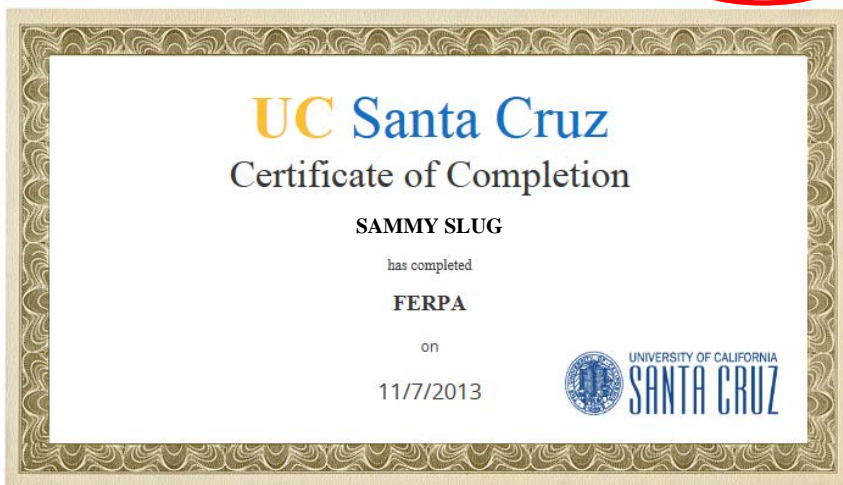 UC Santa Cruz
Certificate of Completion
SAMMY SLUG
has completed
FERPA
on
11/7/2013
UNIVERSITY OF CALIFORNIA
SANTA CRUZ